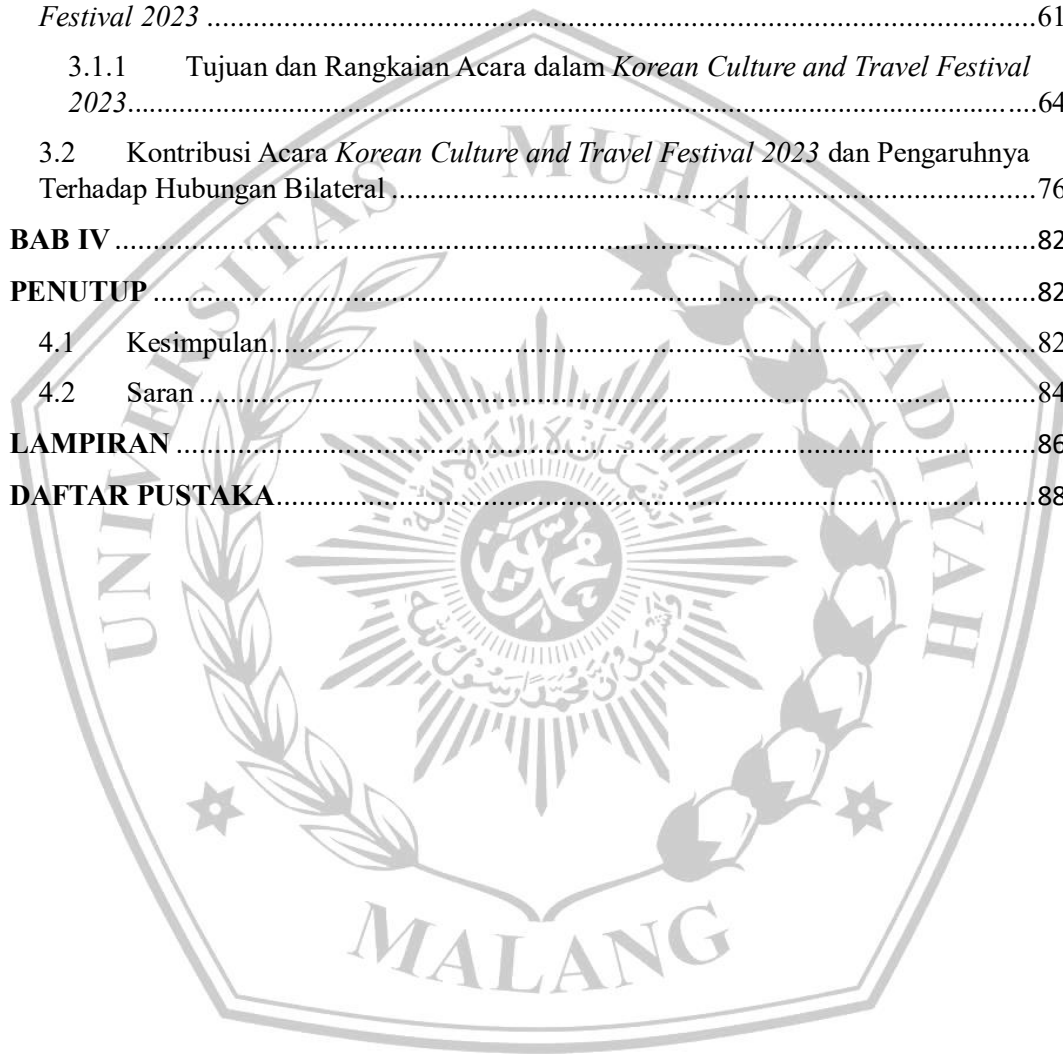 Festival 2023 ........................................................................................................61
3.1.1 Tujuan dan Rangkaian Acara dalam Korean Culture and Travel Festival
2023........................................................................................................64
3.2 Kontribusi Acara Korean Culture and Travel Festival 2023 dan Pengaruhnya
Terhadap Hubungan Bilateral ........................................................................76
BAB IV ........................................................................................................82
PENUTUP ........................................................................................................82
4.1 Kesimpulan........................................................................................................82
4.2 Saran ........................................................................................................84
LAMPIRAN ........................................................................................................86
DAFTAR PUSTAKA........................................................................................................88
UNIVERSITAS MUHAMMADIYAH
MALANG